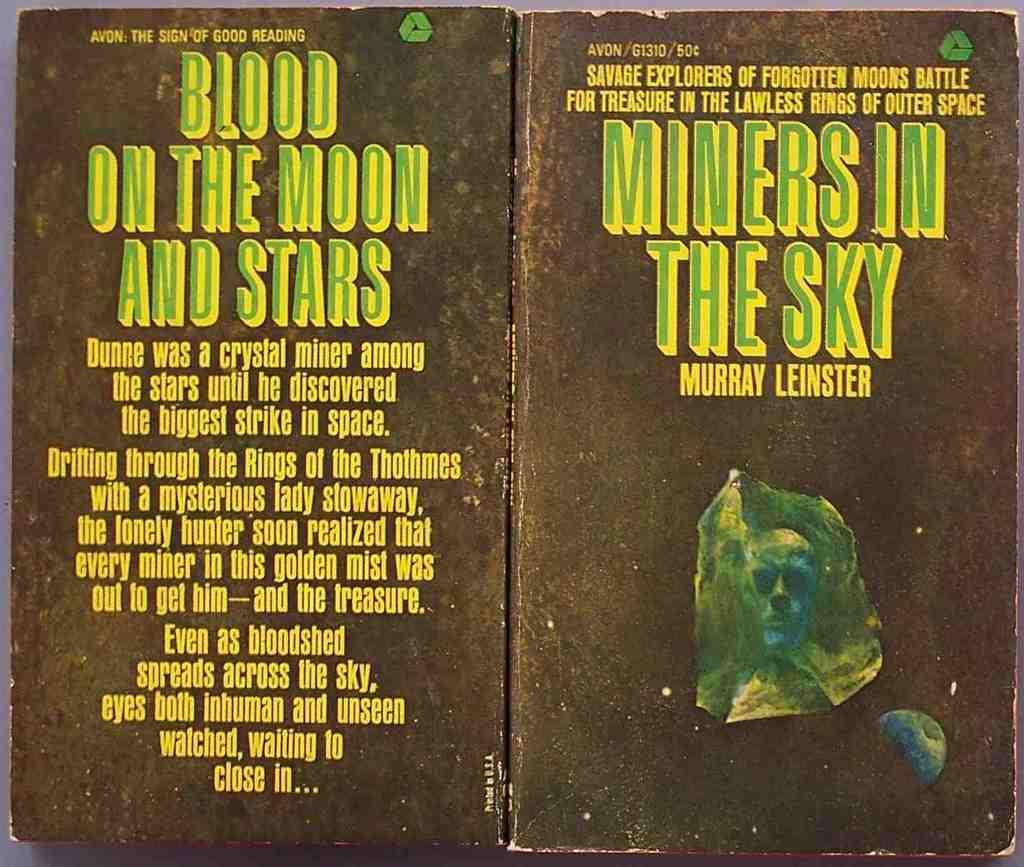 AVON: THE SIGN OF GOOD READING
BLOOD
ON THE MOON
AND STARS
Dunne was a crystal miner among
the stars until he discovered
the biggest strike in space.
Drifting through the Rings of the Thothmes
with a mysterious lady stowaway,
the lonely hunter soon realized that
every miner in this golden mist was
out to get him—and the treasure.
Even as bloodshed
spreads across the sky,
eyes both inhuman and unseen
watched, waiting to
close in...
Printed in U.S.A.
AVON/G1310/50¢
SAVAGE EXPLORERS OF FORGOTTEN MOONS BATTLE
FOR TREASURE IN THE LAWLESS RINGS OF OUTER SPACE
MINERS IN
THE SKY
MURRAY LEINSTER